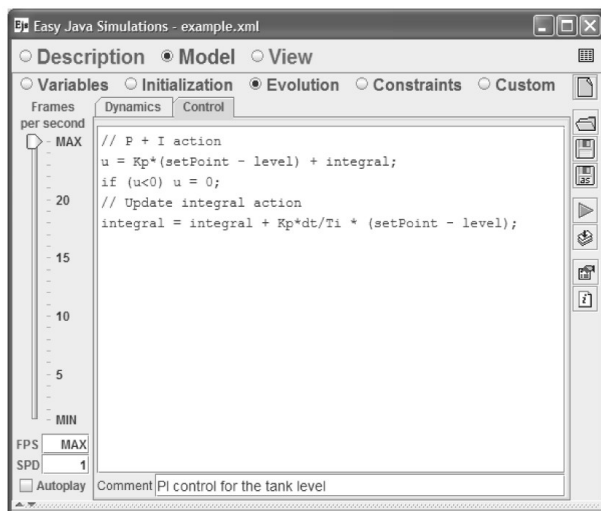 Ejs Easy Java Simulations - example.xml
Description Model View
Variables Initialization Evolution Constraints Custom
Frames
per second
Dynamics Control
MAX
20
15
10
5
MIN
// P + I action
u = Kp*(setPoint - level) + integral;
if (u<0) u = 0;
// Update integral action
integral = integral + Kp*dt/Ti * (setPoint - level);
as
i
FPS MAX
SPD 1
Autoplay
Comment PI control for the tank level